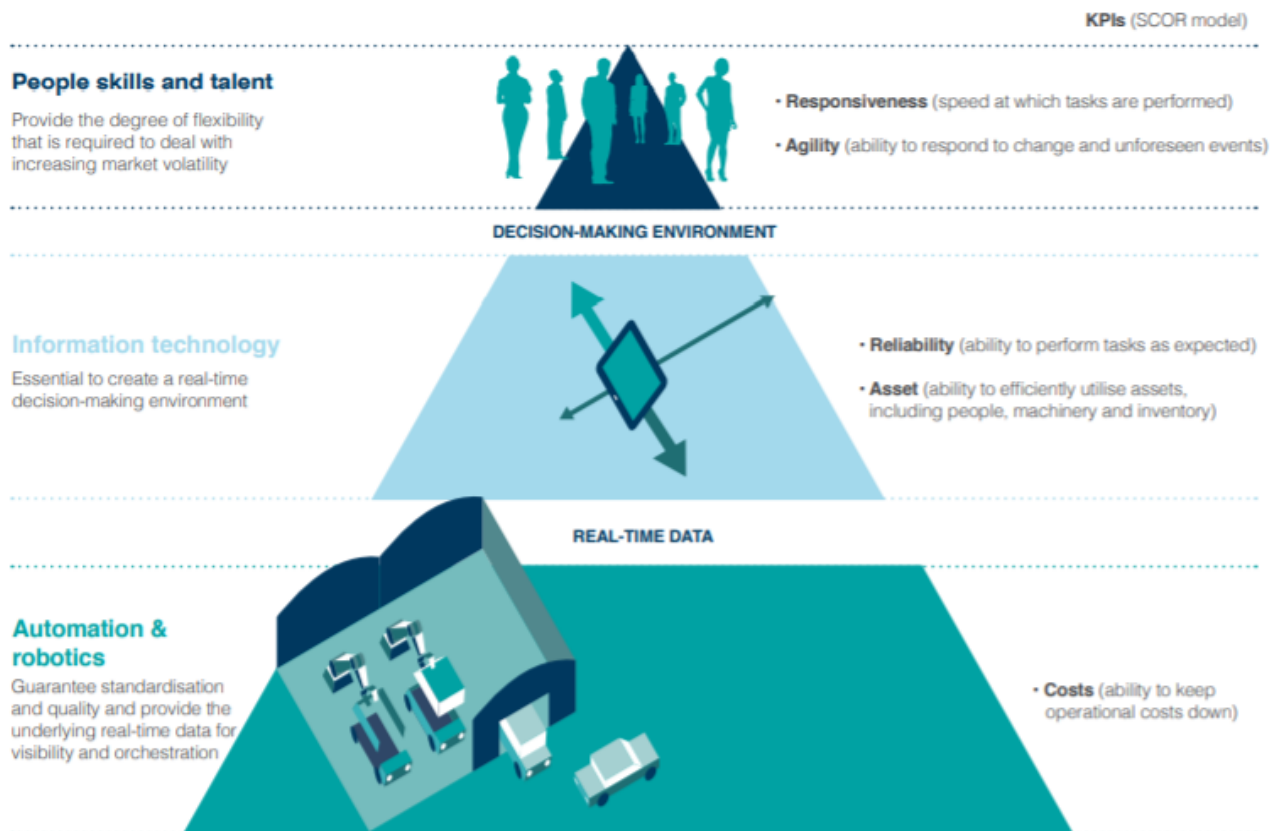 KPIs (SCOR model)
People skills and talent
Provide the degree of flexibility
that is required to deal with
increasing market volatility
• Responsiveness (speed at which tasks are performed)
• Agility (ability to respond to change and unforeseen events)
DECISION-MAKING ENVIRONMENT
Information technology
Essential to create a real-time
decision-making environment
• Reliability (ability to perform tasks as expected)
• Asset (ability to efficiently utilise assets,
including people, machinery and inventory)
REAL-TIME DATA
Automation &
robotics
Guarantee standardisation
and quality and provide the
underlying real-time data for
visibility and orchestration
• Costs (ability to keep
operational costs down)